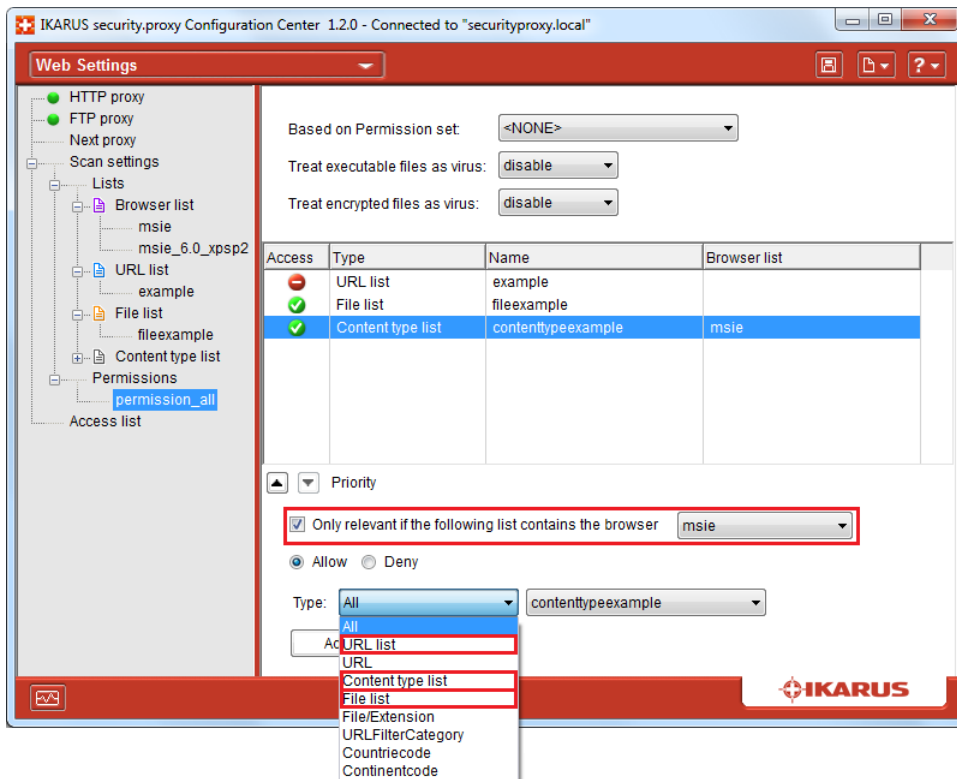 IKARUS security.proxy Configuration Center 1.2.0 - Connected to "securityproxy.local"
Web Settings
?
HTTP proxy
FTP proxy
Next proxy
Scan settings
Lists
Browser list
msie
msie_6.0_xpsp2
URL list
example
File list
fileexample
Content type list
Permissions
permission_all
Access list
Based on Permission set: <NONE>
Treat executable files as virus: disable
Treat encrypted files as virus: disable
Access Type Name Browser list
URL list example
File list fileexample
Content type list contenttypeexample msie
Priority
Only relevant if the following list contains the browser msie
Allow Deny
Type: All contenttypeexample
All
URL list
URL
Content type list
File list
File/Extension
URLFilterCategory
Countriecode
Continentcode
IKARUS